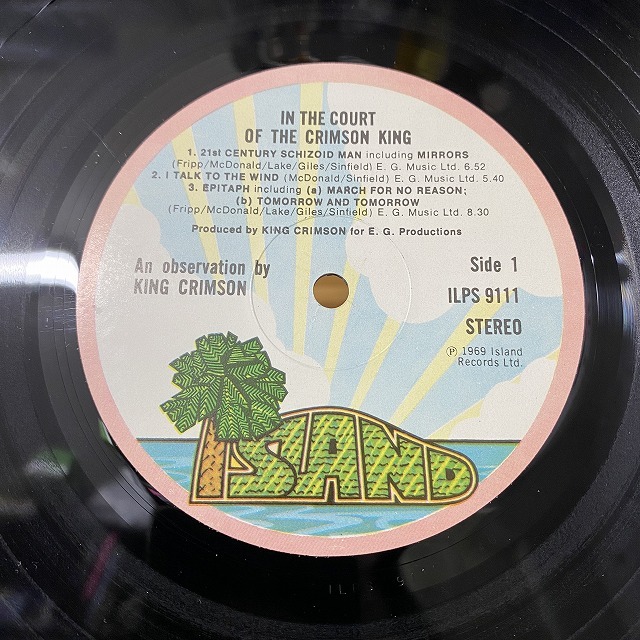 IN THE COURT
OF THE CRIMSON KING
1. 21st CENTURY SCHIZOID MAN including MIRRORS
(Fripp/McDonald/Lake/Giles/Sinfield) E. G. Music Ltd. 6.52
2. I TALK TO THE WIND (McDonald/Sinfield) E. G. Music Ltd. 5.40
3. EPITAPH including (a) MARCH FOR NO REASON;
(b) TOMORROW AND TOMORROW
(Fripp/McDonald/Lake/Giles/Sinfield) E. G. Music Ltd. 8.30
Produced by KING CRIMSON for E. G. Productions
An observation by
KING CRIMSON
Side 1
ILPS 9111
STEREO
Ⓟ 1969 Island
Records Ltd.
ISLAND